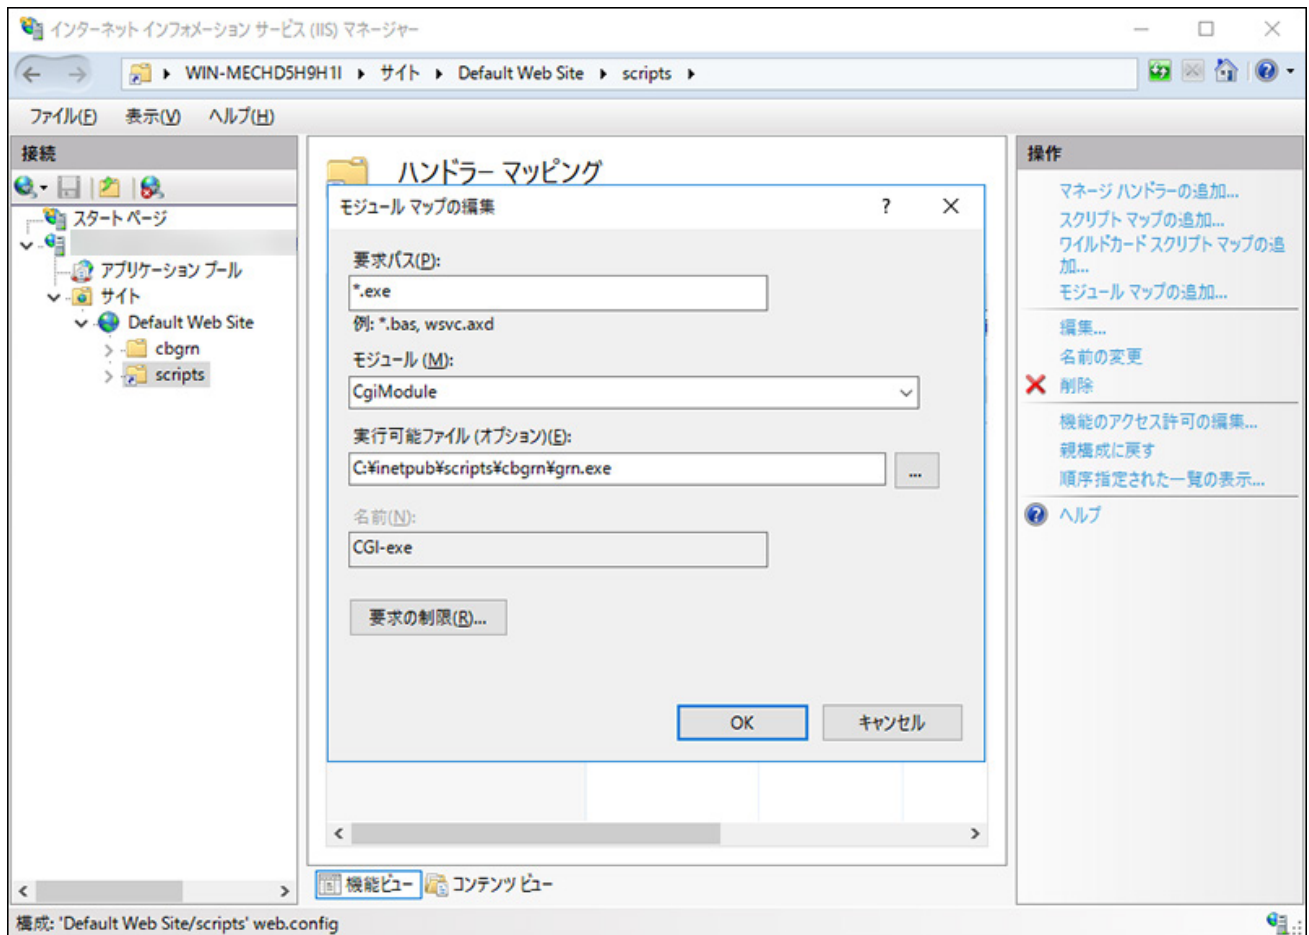 インターネット インフォメーション サービス (IIS) マネージャー
WIN-MECHD5H9H1I サイト Default Web Site scripts
ファイル(F) 表示(V) ヘルプ(H)
接続
スタート ページ
アプリケーション プール
サイト
Default Web Site
cbgrn
scripts
ハンドラー マッピング
モジュール マップの編集
?
要求パス(P):
*.exe
例: *.bas, wsvc.axd
モジュール (M):
CgiModule
実行可能ファイル (オプション)(E):
C:¥inetpub¥scripts¥cbgrn¥grn.exe
...
名前(N):
CGI-exe
要求の制限(R)...
OK
キャンセル
機能ビュー
コンテンツ ビュー
操作
マネージ ハンドラーの追加...
スクリプト マップの追加...
ワイルドカード スクリプト マップの追
加...
モジュール マップの追加...
編集...
名前の変更
削除
機能のアクセス許可の編集...
親構成に戻す
順序指定された一覧の表示...
ヘルプ
構成: 'Default Web Site/scripts' web.config